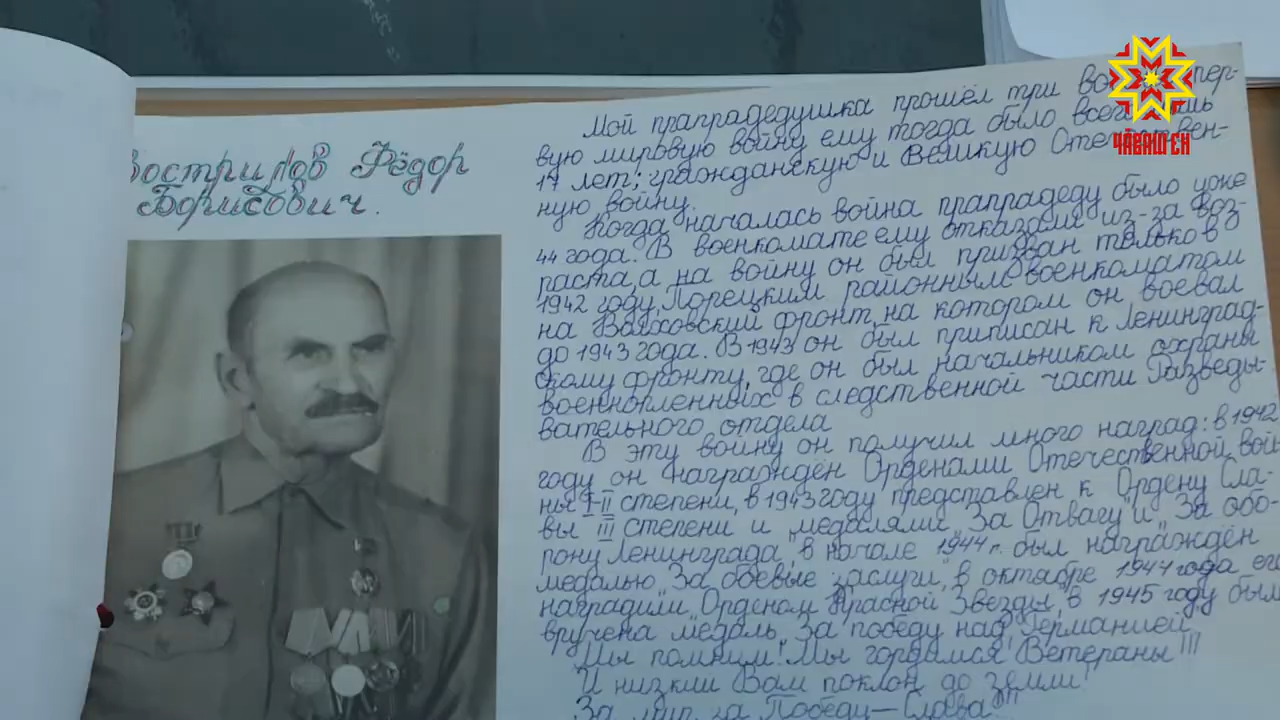 Вострилов Фёдор
Борисович.
Мой прапрадедушка прошёл три
вую мировую войну ему тогда было всего лишь
17 лет; гражданскую и Великую Отечествен-
ную войну.
Когда началась война прапрадеду было уже
44 года. В военкомате ему отказали из-за воз-
раста, а на войну он был призван только в
1942 году Порецким районным военкоматом
на Волховский фронт, на котором он воевал
до 1943 года. В 1943 он был приписан к Ленинград-
скому фронту, где он был начальником охраны
военнопленных в следственной части Разведы-
вательного отдела
В эту войну он получил много наград: в 1942
году он награждён Орденами Отечественной вой
ны I-II степени, в 1943 году представлен к Ордену Сла-
вы III степени и медалями „За Отвагу" и „За обо-
рону Ленинграда", в начале 1944 г. был награждён
медалью „За боевые заслуги", в октябре 1944 года его
наградили „Орденом Красной Звезды", в 1945 году был
вручена медаль „За победу над Германией"
Мы помним! Мы гордимся Ветераны!!!
И низкий Вам поклон до земли
За мир, за Победу — Слава!!!
ЧӐВАШ ЕН